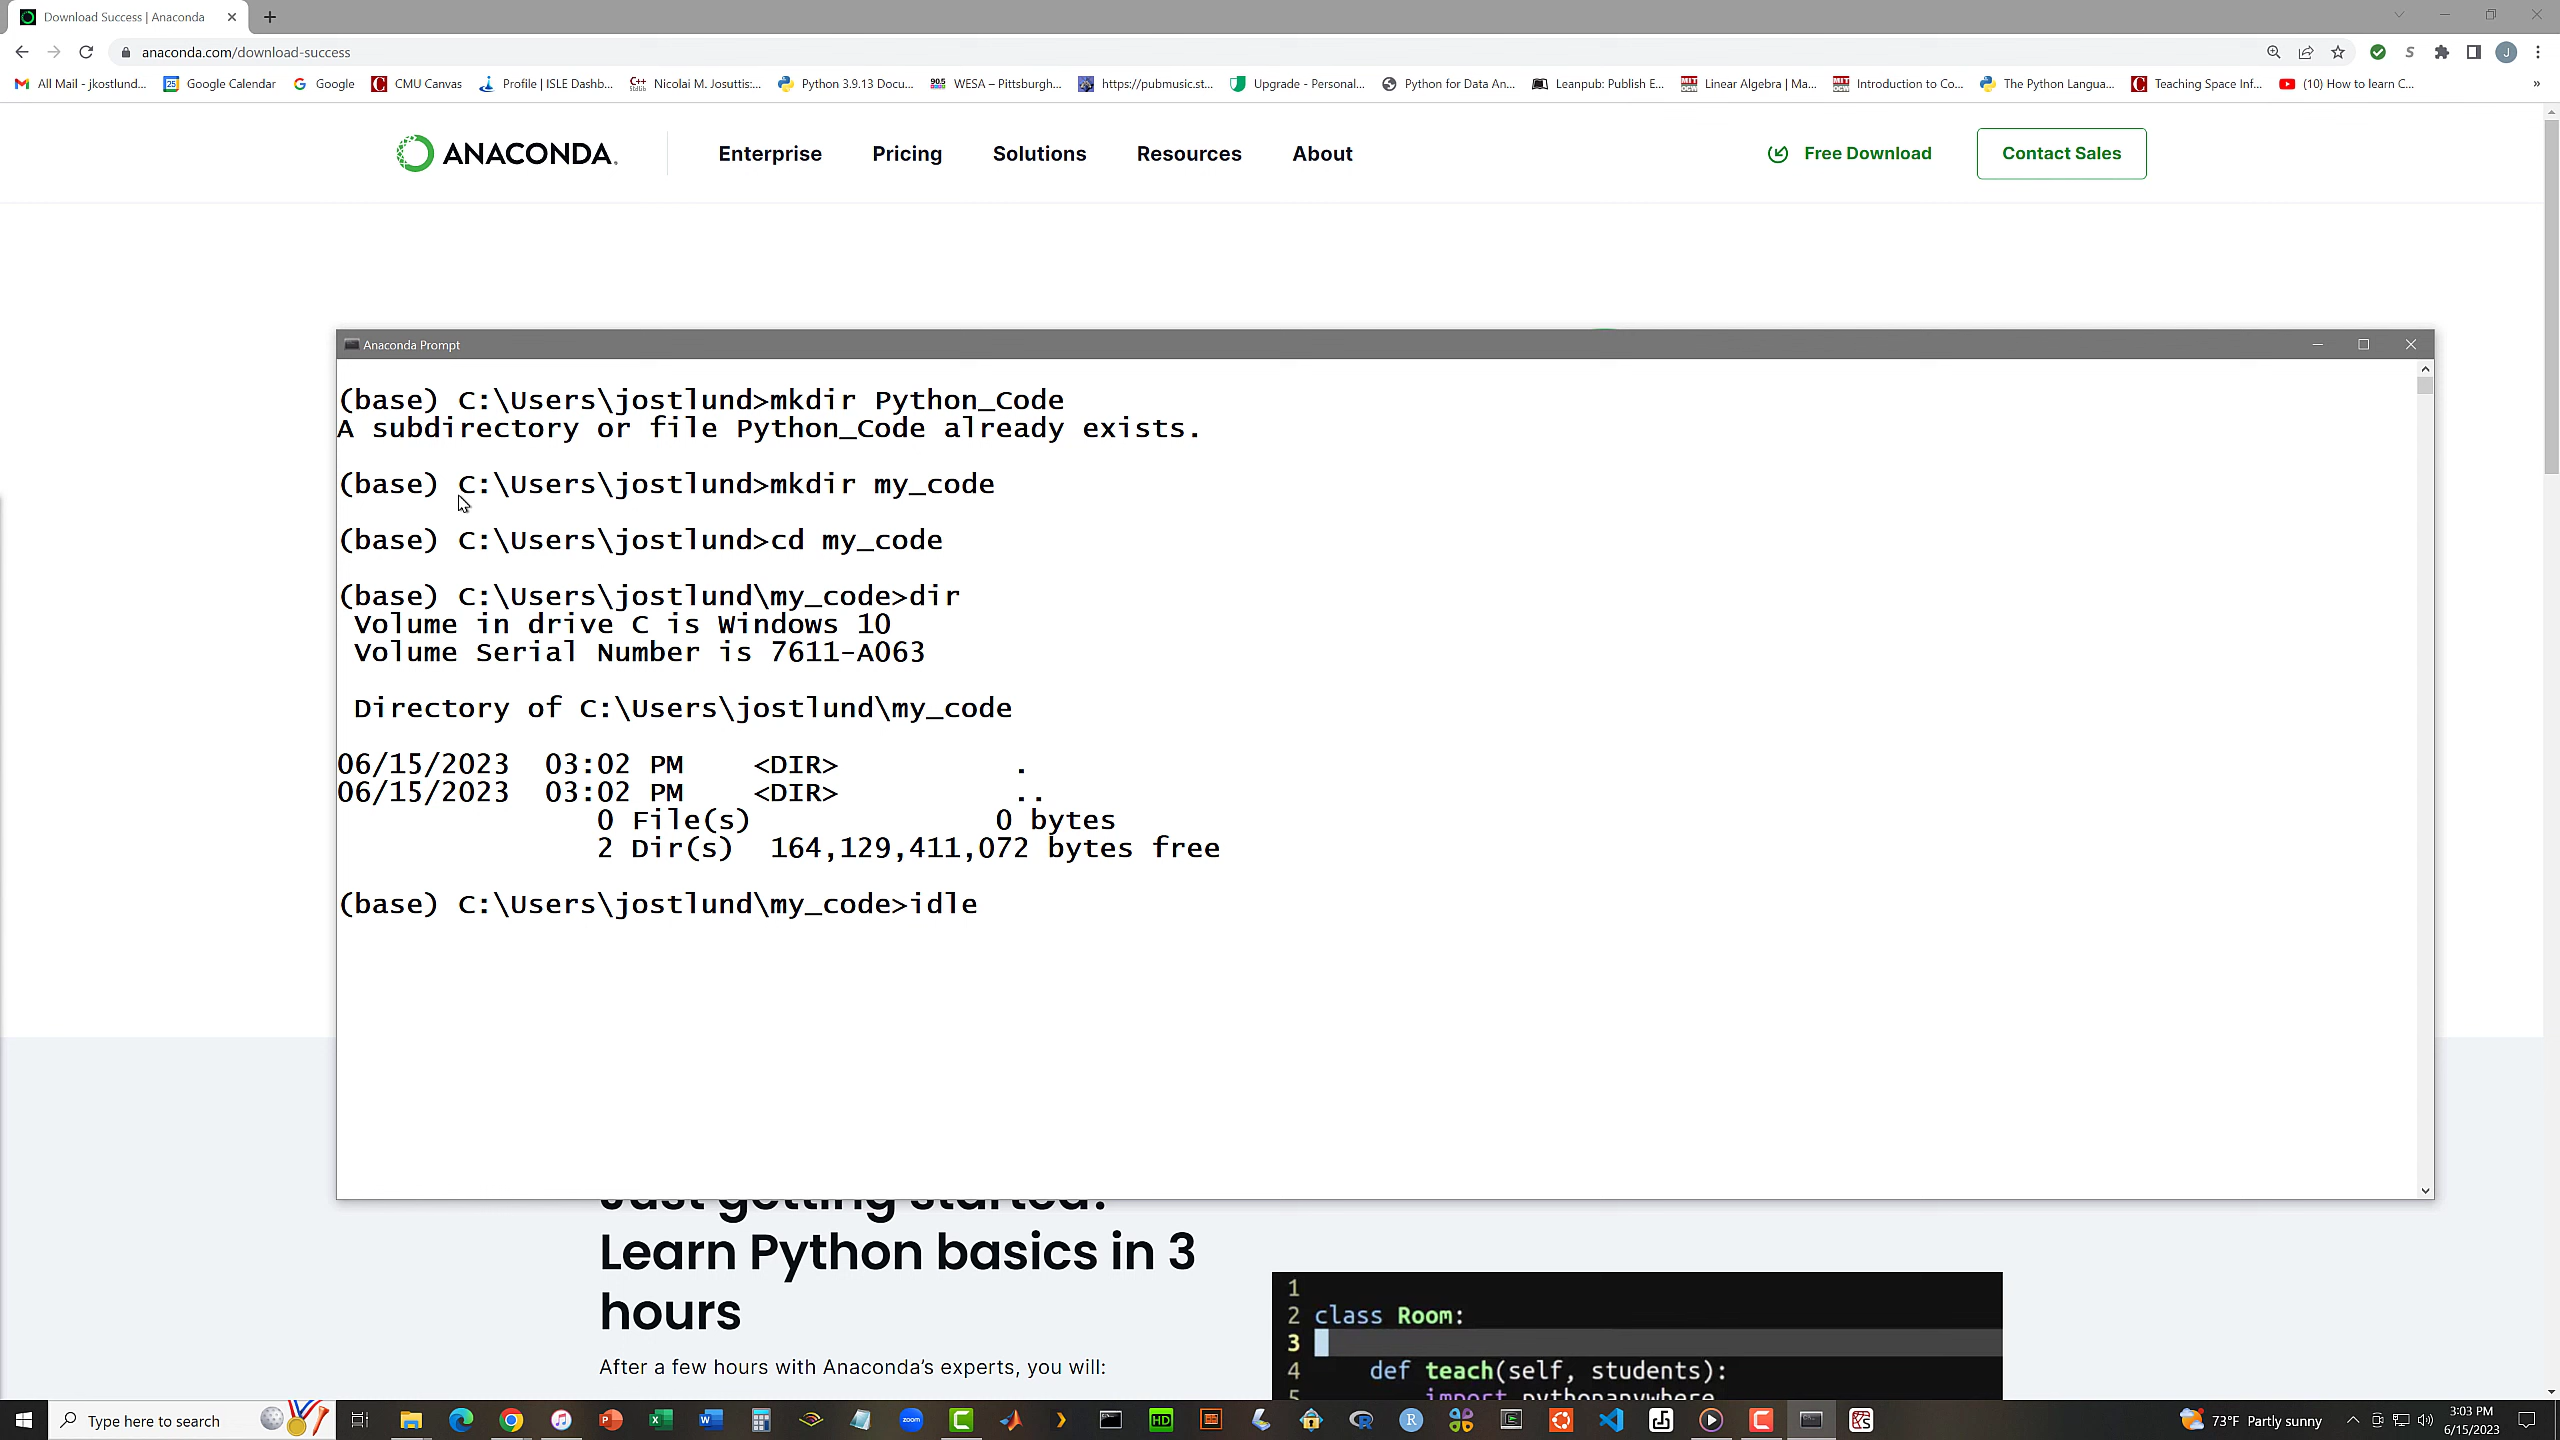 Download Success | Anaconda
anaconda.com/download-success
All Mail - jkostlund... Google Calendar Google CMU Canvas Profile | ISLE Dashb... Nicolai M. Josuttis:... Python 3.9.13 Docu... WESA – Pittsburgh... https://pubmusic.st... Upgrade - Personal... Python for Data An... Leanpub: Publish E... Linear Algebra | Ma... Introduction to Co... The Python Langua... Teaching Space Inf... (10) How to learn C... »
ANACONDA. Enterprise Pricing Solutions Resources About Free Download Contact Sales
Anaconda Prompt
(base) C:\Users\jostlund>mkdir Python_Code
A subdirectory or file Python_Code already exists.
(base) C:\Users\jostlund>mkdir my_code
(base) C:\Users\jostlund>cd my_code
(base) C:\Users\jostlund\my_code>dir
Volume in drive C is Windows 10
Volume Serial Number is 7611-A063
Directory of C:\Users\jostlund\my_code
06/15/2023 03:02 PM <DIR> .
06/15/2023 03:02 PM <DIR> ..
0 File(s) 0 bytes
2 Dir(s) 164,129,411,072 bytes free
(base) C:\Users\jostlund\my_code>idle
Just getting started?
Learn Python basics in 3
hours
After a few hours with Anaconda's experts, you will:
1
2 class Room:
3
4 def teach(self, students):
5 import pythonanywhere
Type here to search
zoom
HD
73°F Partly sunny
3:03 PM
6/15/2023